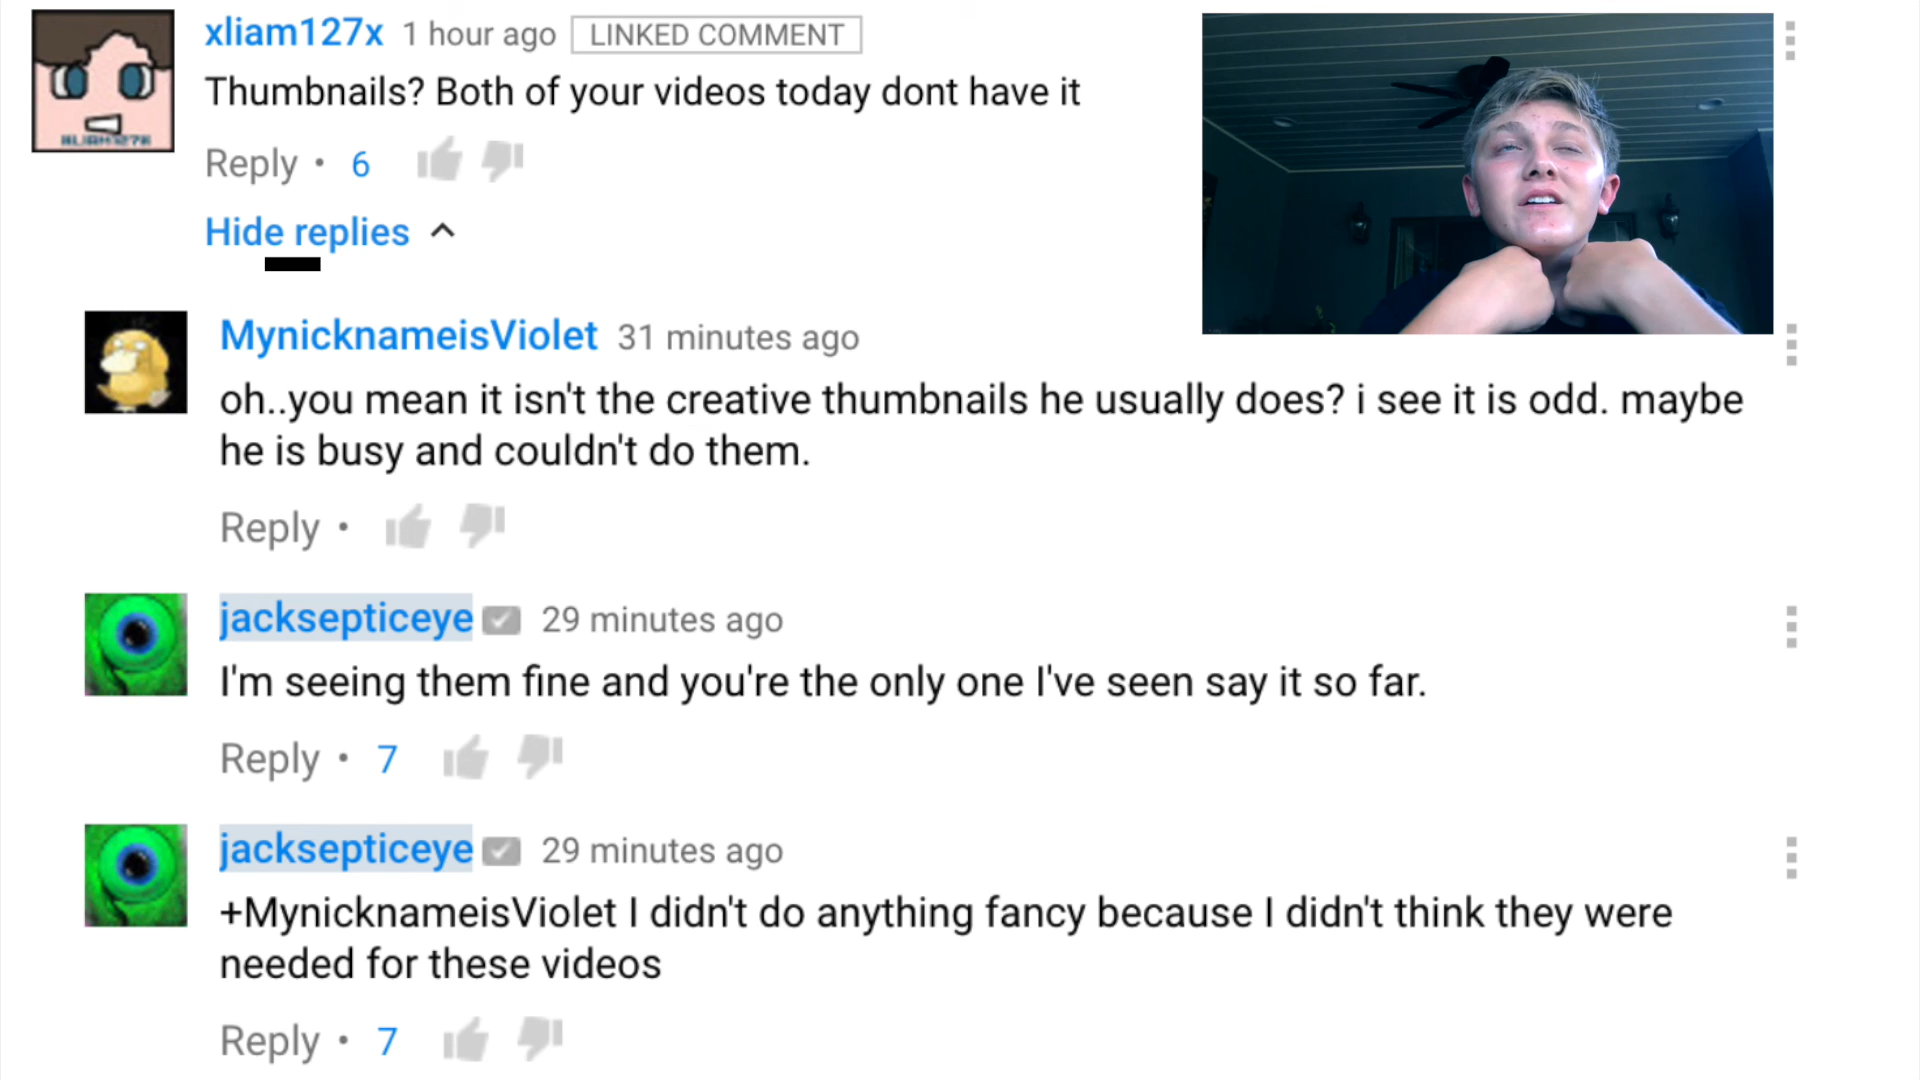 xliam127x 1 hour ago LINKED COMMENT
Thumbnails? Both of your videos today dont have it
Reply • 6
Hide replies
MynicknameisViolet 31 minutes ago
oh..you mean it isn't the creative thumbnails he usually does? i see it is odd. maybe
he is busy and couldn't do them.
Reply •
jacksepticeye 29 minutes ago
I'm seeing them fine and you're the only one I've seen say it so far.
Reply • 7
jacksepticeye 29 minutes ago
+MynicknameisViolet I didn't do anything fancy because I didn't think they were
needed for these videos
Reply • 7